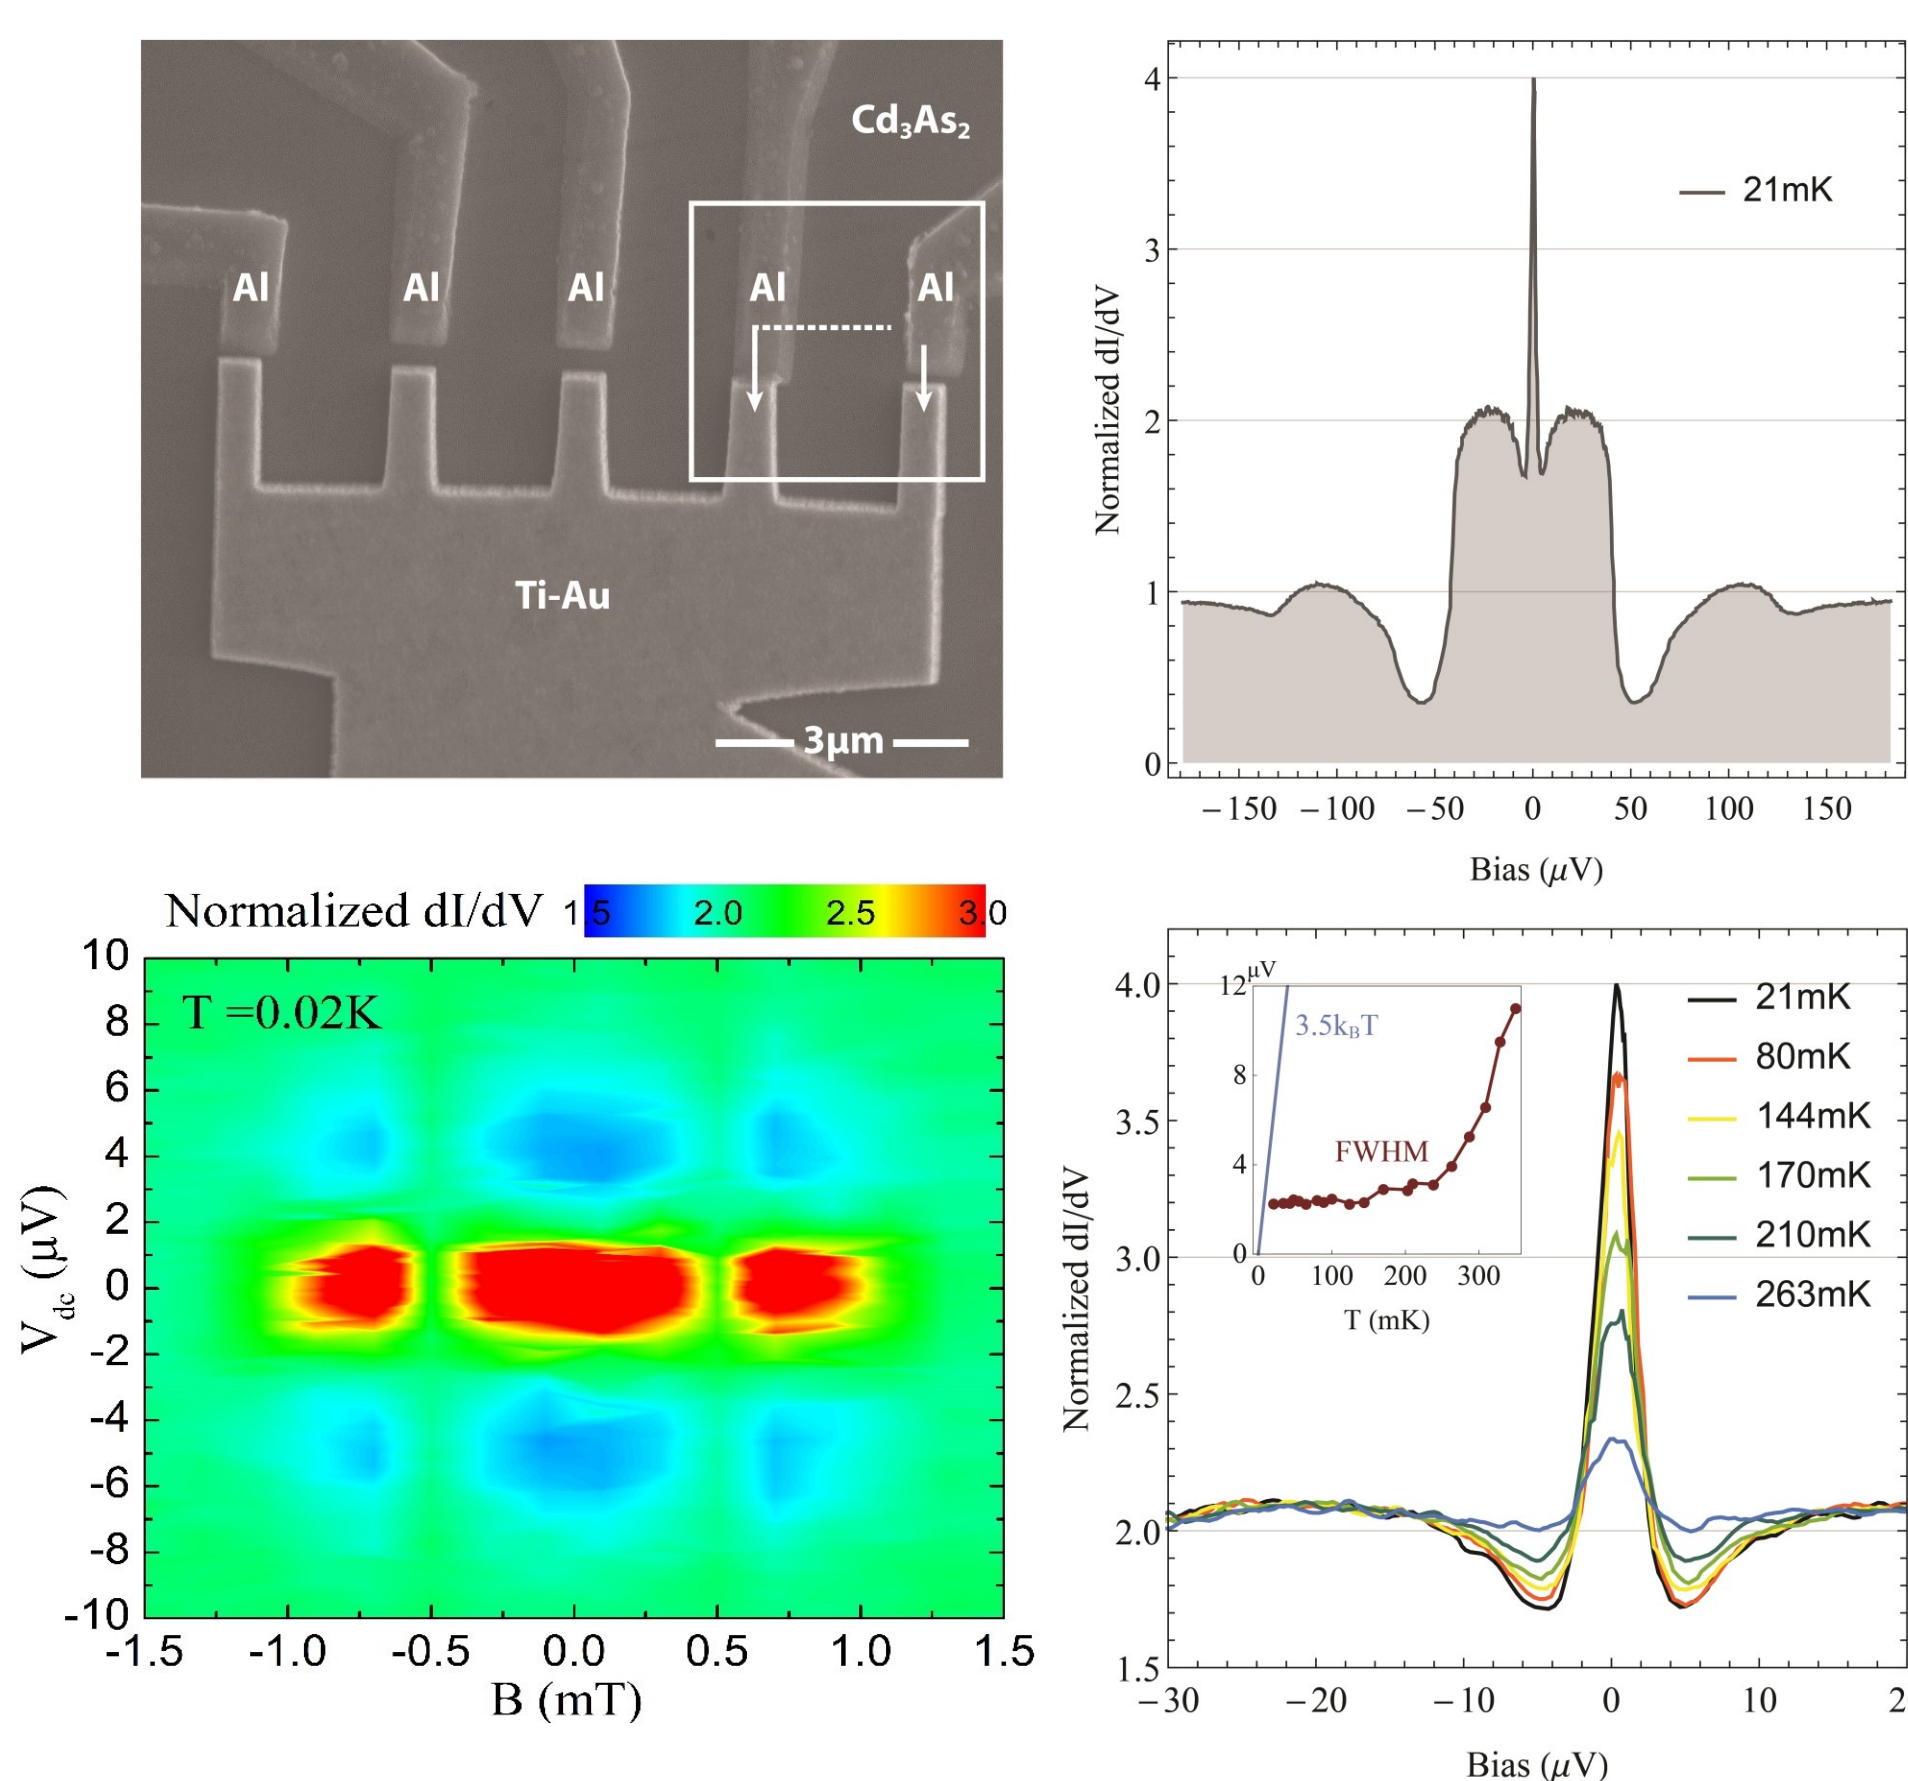 Cd₃As₂
Al Al Al Al Al
Ti-Au
3μm
Normalized dI/dV
4
3
2
1
0
21mK
−150 −100 −50 0 50 100 150
Bias (μV)
Normalized dI/dV 1.5 2.0 2.5 3.0
T =0.02K
V_dc (μV)
10
8
6
4
2
0
-2
-4
-6
-8
-10
-1.5 -1.0 -0.5 0.0 0.5 1.0 1.5
B (mT)
Normalized dI/dV
4.0
3.5
3.0
2.5
2.0
1.5
21mK
80mK
144mK
170mK
210mK
263mK
μV
12
8
4
0
3.5k_BT
FWHM
0 100 200 300
T (mK)
−30 −20 −10 0 10 2
Bias (μV)